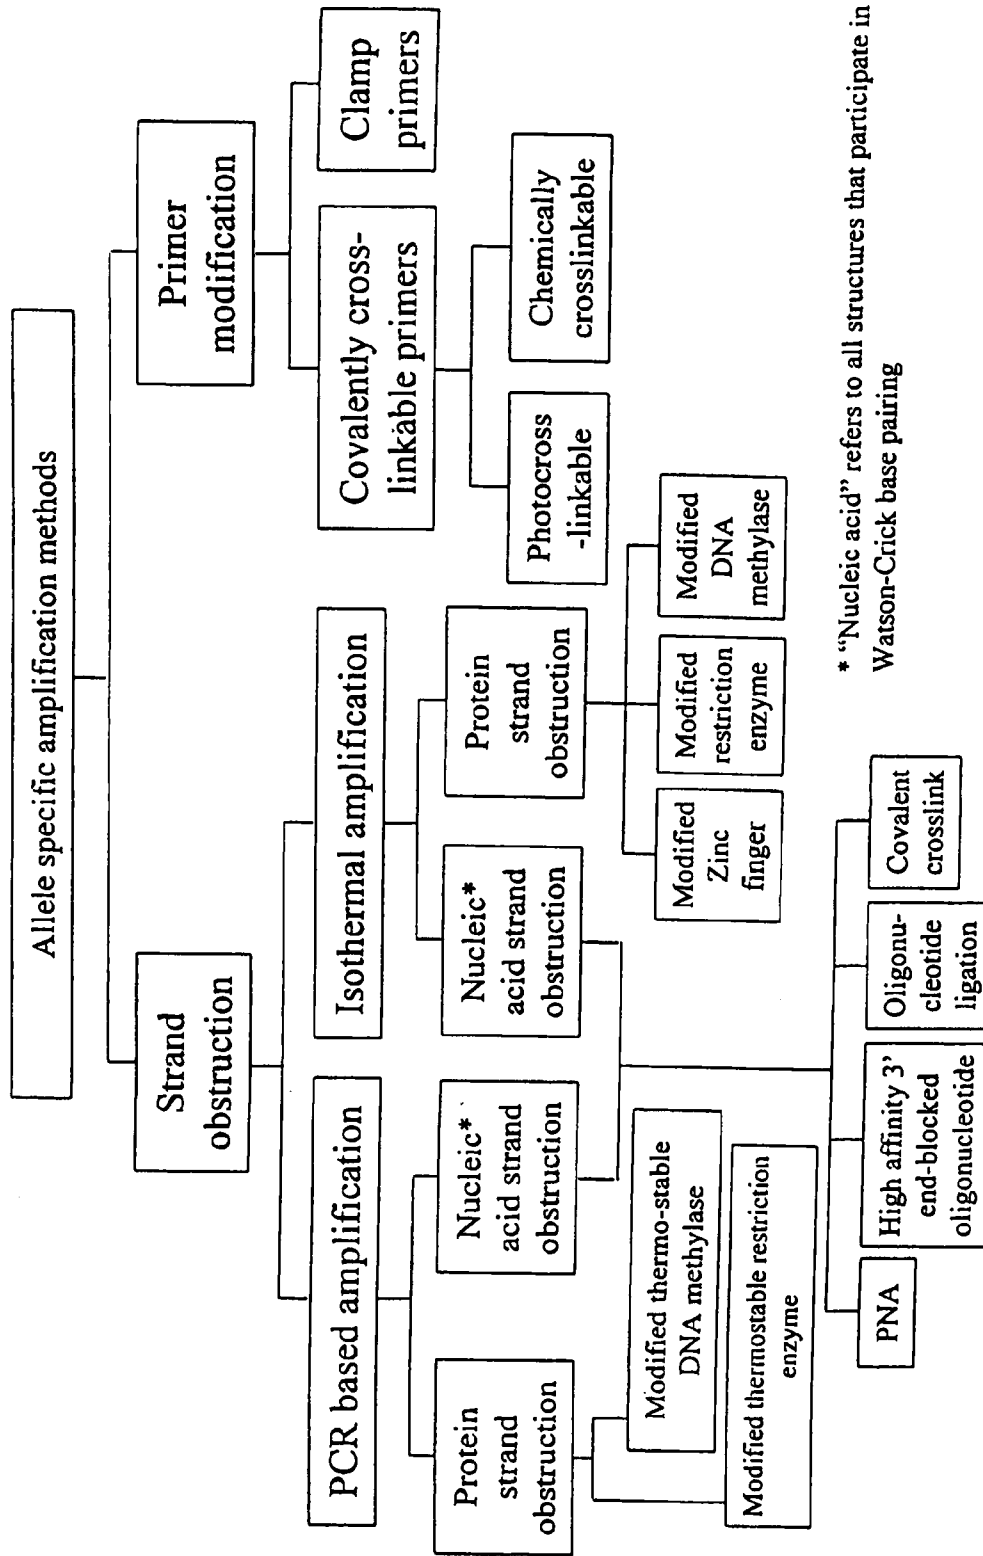 Allele specific amplification methods
Strand
obstruction
Primer
modification
PCR based amplification
Isothermal amplification
Covalently cross-
linkable primers
Clamp
primers
Protein
strand
obstruction
Nucleic*
acid strand
obstruction
Nucleic*
acid strand
obstruction
Protein
strand
obstruction
Photocross
-linkable
Chemically
crosslinkable
Modified thermo-stable
DNA methylase
Modified thermostable restriction
enzyme
Modified
Zinc
finger
Modified
restriction
enzyme
Modified
DNA
methylase
PNA
High affinity 3'
end-blocked
oligonucleotide
Oligonu-
cleotide
ligation
Covalent
crosslink
* “Nucleic acid” refers to all structures that participate in
Watson-Crick base pairing